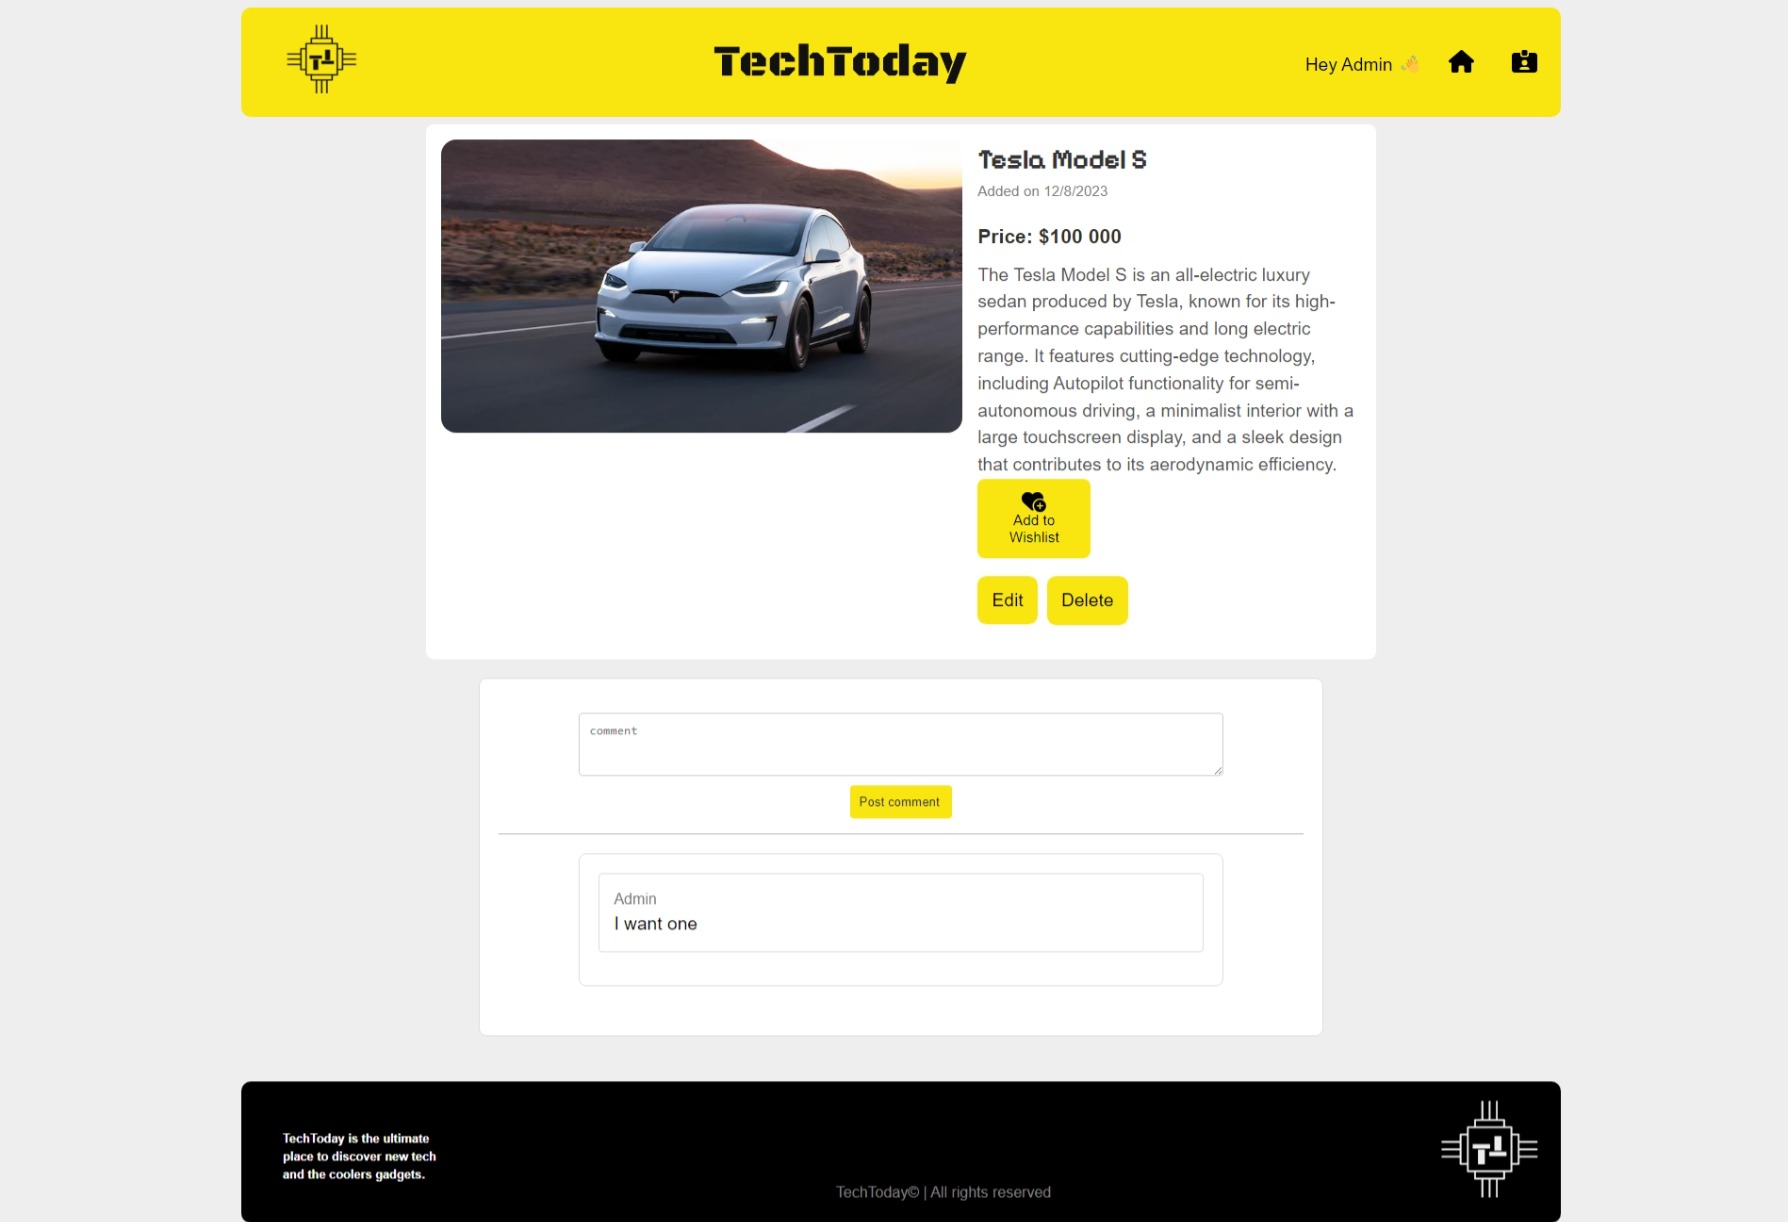 TechToday
Hey Admin 👋
Tesla Model S
Added on 12/8/2023
Price: $100 000
The Tesla Model S is an all-electric luxury
sedan produced by Tesla, known for its high-
performance capabilities and long electric
range. It features cutting-edge technology,
including Autopilot functionality for semi-
autonomous driving, a minimalist interior with a
large touchscreen display, and a sleek design
that contributes to its aerodynamic efficiency.
Add to
Wishlist
Edit
Delete
comment
Post comment
Admin
I want one
TechToday is the ultimate
place to discover new tech
and the coolers gadgets.
TechToday© | All rights reserved